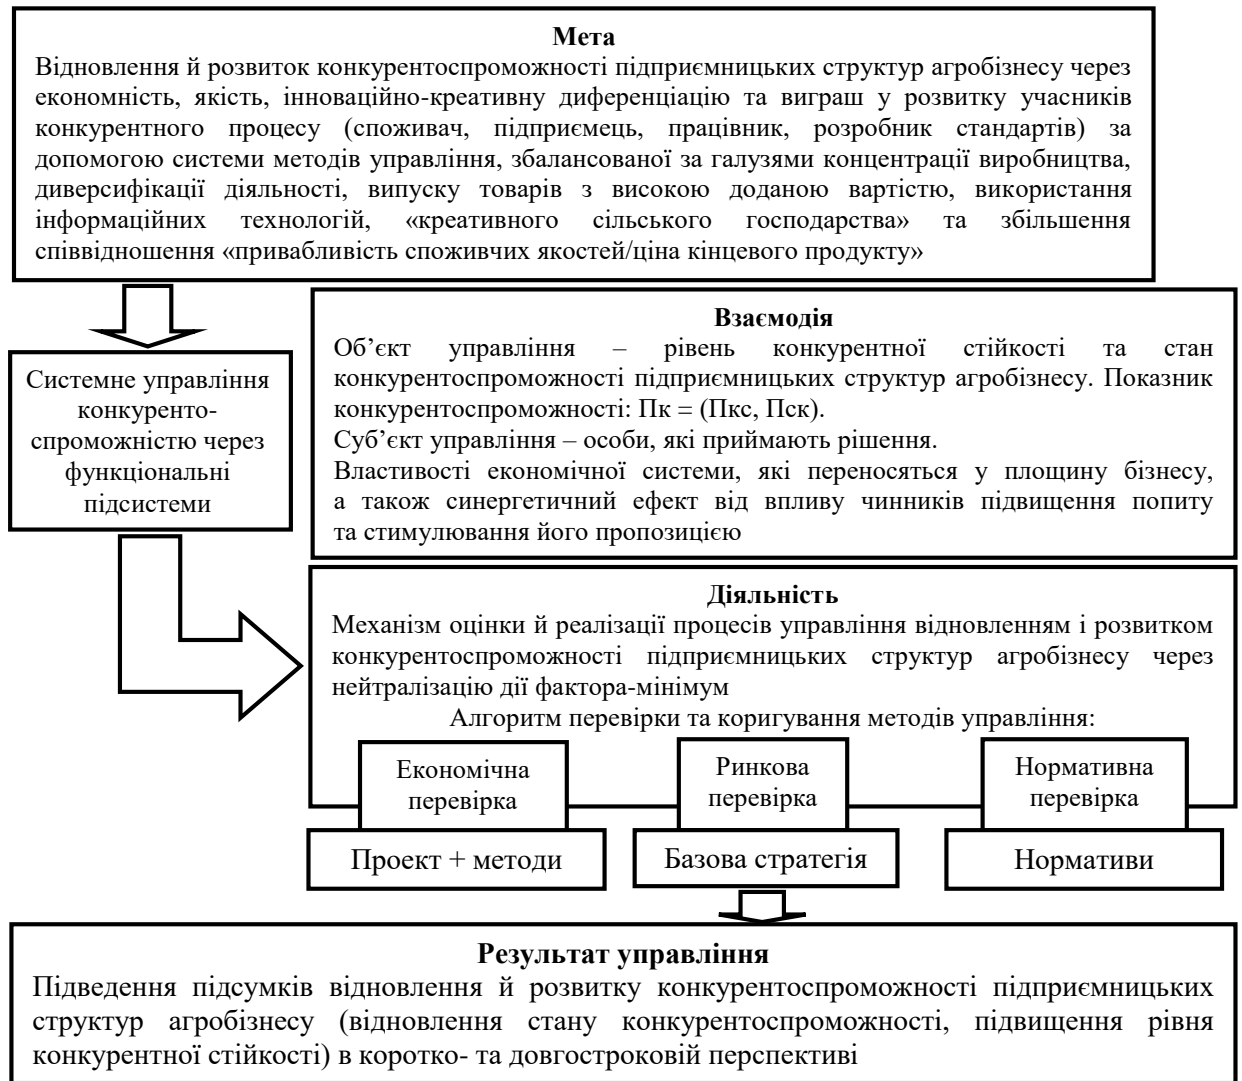 Мета
Відновлення й розвиток конкурентоспроможності підприємницьких структур агробізнесу через
економність, якість, інноваційно-креативну диференціацію та виграш у розвитку учасників
конкурентного процесу (споживач, підприємець, працівник, розробник стандартів) за
допомогою системи методів управління, збалансованої за галузями концентрації виробництва,
диверсифікації діяльності, випуску товарів з високою доданою вартістю, використання
інформаційних технологій, «креативного сільського господарства» та збільшення
співвідношення «привабливість споживчих якостей/ціна кінцевого продукту»
Системне управління
конкуренто-
спроможністю через
функціональні
підсистеми
Взаємодія
Об’єкт управління – рівень конкурентної стійкості та стан
конкурентоспроможності підприємницьких структур агробізнесу. Показник
конкурентоспроможності: Пк = (Пкс, Пск).
Суб’єкт управління – особи, які приймають рішення.
Властивості економічної системи, які переносяться у площину бізнесу,
а також синергетичний ефект від впливу чинників підвищення попиту
та стимулювання його пропозицією
Діяльність
Механізм оцінки й реалізації процесів управління відновленням і розвитком
конкурентоспроможності підприємницьких структур агробізнесу через
нейтралізацію дії фактора-мінімум
Алгоритм перевірки та коригування методів управління:
Економічна
перевірка
Ринкова
перевірка
Нормативна
перевірка
Проект + методи
Базова стратегія
Нормативи
Результат управління
Підведення підсумків відновлення й розвитку конкурентоспроможності підприємницьких
структур агробізнесу (відновлення стану конкурентоспроможності, підвищення рівня
конкурентної стійкості) в коротко- та довгостроковій перспективі